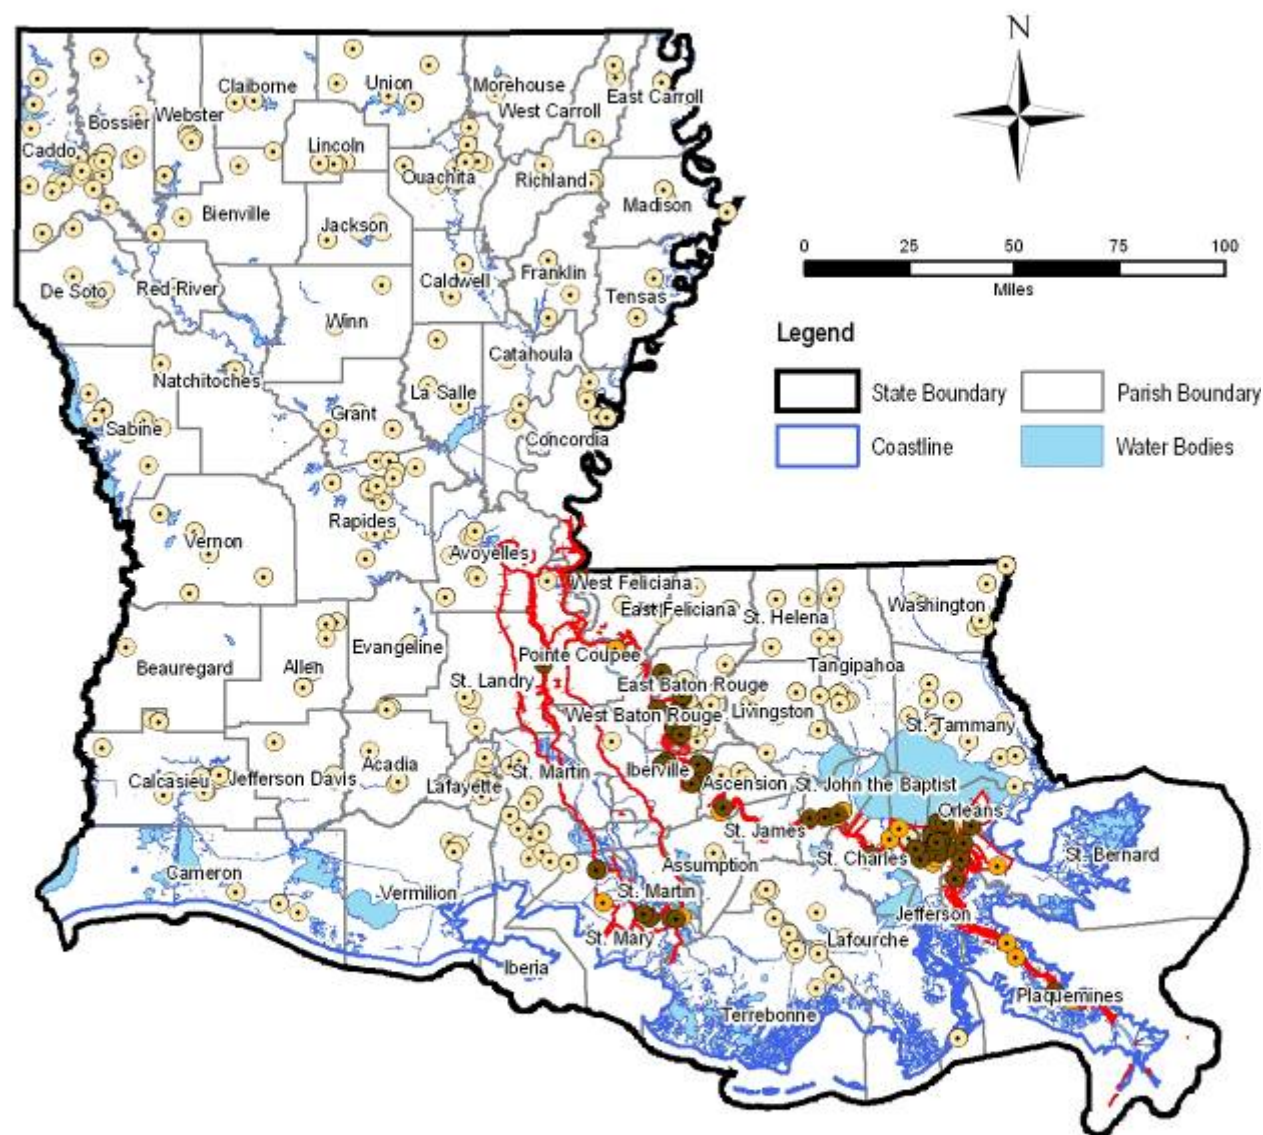 N
Claiborne
Union
Morehouse
West Carroll
East Carroll
Bossier
Webster
Lincoln
Caddo
Ouachita
Richland
Madison
Bienville
Jackson
0 25 50 75 100
Miles
De Soto
Red River
Caldwell
Franklin
Tensas
Winn
Legend
Catahoula
Natchitoches
La Salle
State Boundary
Parish Boundary
Grant
Sabine
Concordia
Coastline
Water Bodies
Rapides
Vernon
Avoyelles
West Feliciana
East Feliciana
St. Helena
Washington
Evangeline
Pointe Coupee
Beauregard
Allen
Tangipahoa
St. Landry
East Baton Rouge
West Baton Rouge
Livingston
St. Tammany
Calcasieu
Jefferson Davis
Acadia
Lafayette
St. Martin
Iberville
Ascension
St. John the Baptist
Orleans
St. James
St. Charles
St. Bernard
Cameron
Vermilion
Assumption
St. Martin
Jefferson
St. Mary
Lafourche
Iberia
Plaquemines
Terrebonne